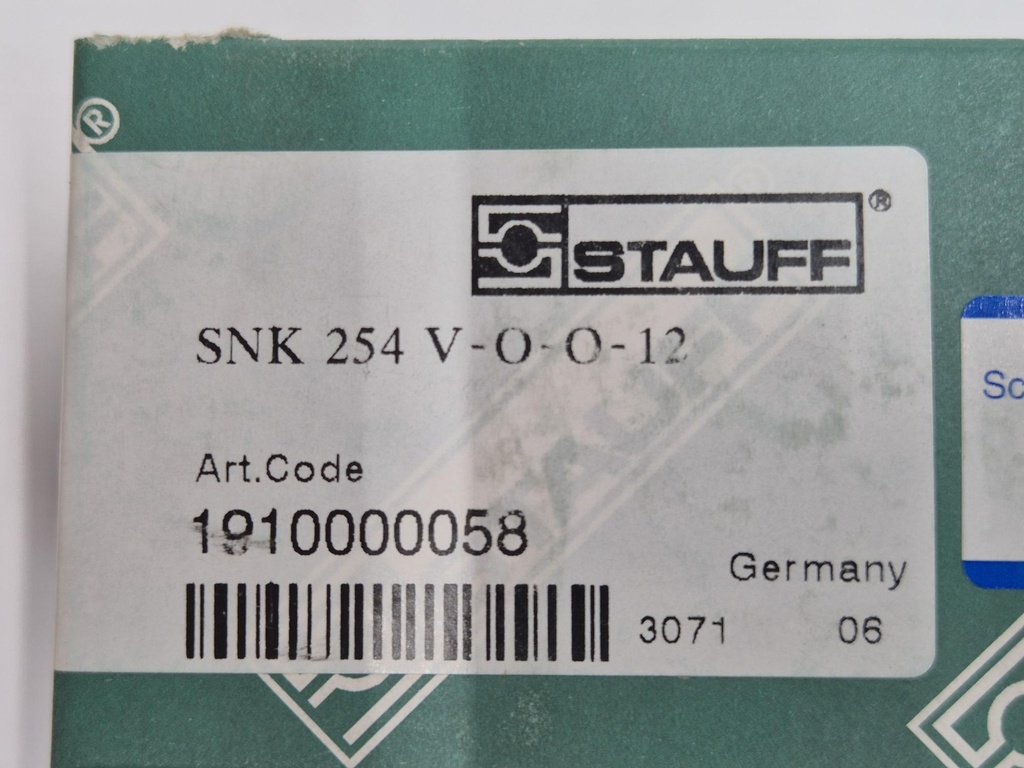 ®
STAUFF®
SNK 254 V-O-O-12
Art.Code
1910000058
Germany
3071 06
Sc